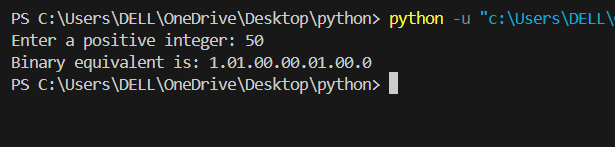 PS C:\Users\DELL\OneDrive\Desktop\python> python -u "c:\Users\DELL\
Enter a positive integer: 50
Binary equivalent is: 1.01.00.00.01.00.0
PS C:\Users\DELL\OneDrive\Desktop\python>